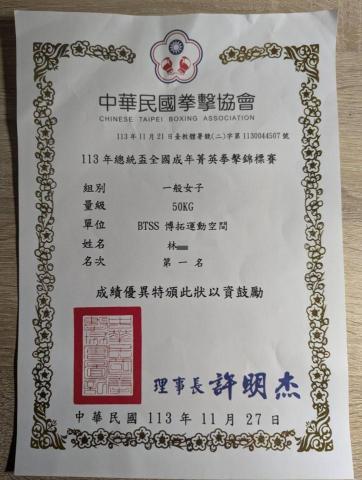 中華民國拳擊協會
CHINESE TAIPEI BOXING ASSOCIATION
113 年 11 月 21 日臺教體署競(二)字第 1130044507 號
113 年總統盃全國成年菁英拳擊錦標賽
組別 一般女子
量級 50KG
單位 BTSS 博拓運動空間
姓名 林
名次 第一名
成績優異特頒此狀以資鼓勵
理事長 許明杰
中華民國 113 年 11 月 27 日